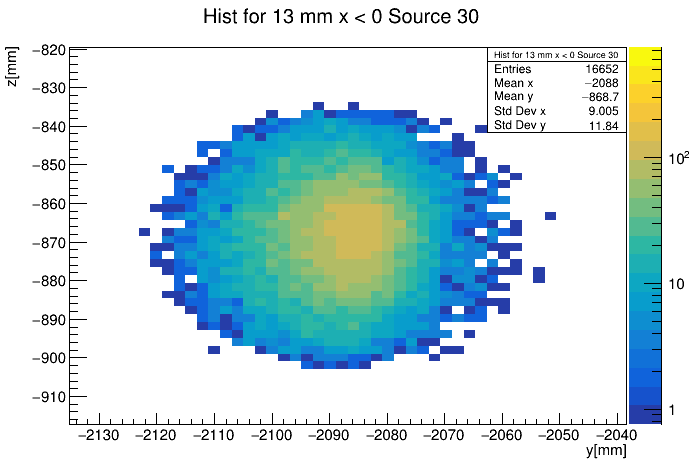 Hist for 13 mm x < 0 Source 30
z[mm]
−820
−830
−840
−850
−860
−870
−880
−890
−900
−910
Hist for 13 mm x < 0 Source 30
Entries 16652
Mean x −2088
Mean y −868.7
Std Dev x 9.005
Std Dev y 11.84
10²
10
1
−2130 −2120 −2110 −2100 −2090 −2080 −2070 −2060 −2050 −2040
y[mm]